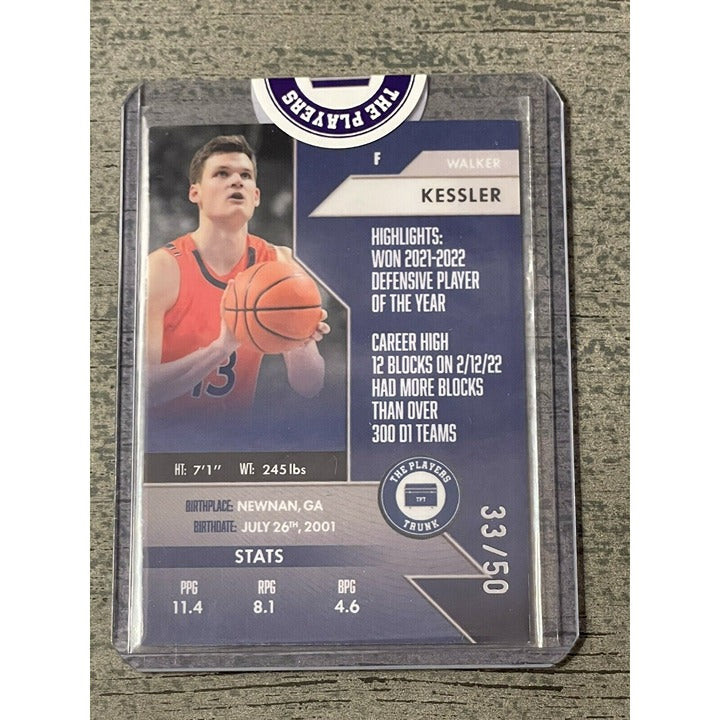 THE PLAYERS
F
WALKER
KESSLER
HIGHLIGHTS:
WON 2021-2022
DEFENSIVE PLAYER
OF THE YEAR
CAREER HIGH
12 BLOCKS ON 2/12/22
HAD MORE BLOCKS
THAN OVER
300 D1 TEAMS
13
HT: 7'1" WT: 245 lbs
BIRTHPLACE: NEWNAN, GA
BIRTHDATE: JULY 26TH, 2001
THE PLAYERS
TPT
TRUNK
33/50
STATS
PPG RPG BPG
11.4 8.1 4.6